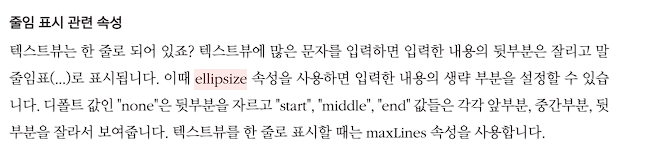 줄임 표시 관련 속성
텍스트뷰는 한 줄로 되어 있죠? 텍스트뷰에 많은 문자를 입력하면 입력한 내용의 뒷부분은 잘리고 말
줄임표(...)로 표시됩니다. 이때 ellipsize 속성을 사용하면 입력한 내용의 생략 부분을 설정할 수 있습
니다. 디폴트 값인 "none"은 뒷부분을 자르고 "start", "middle", "end" 값들은 각각 앞부분, 중간부분, 뒷
부분을 잘라서 보여줍니다. 텍스트뷰를 한 줄로 표시할 때는 maxLines 속성을 사용합니다.